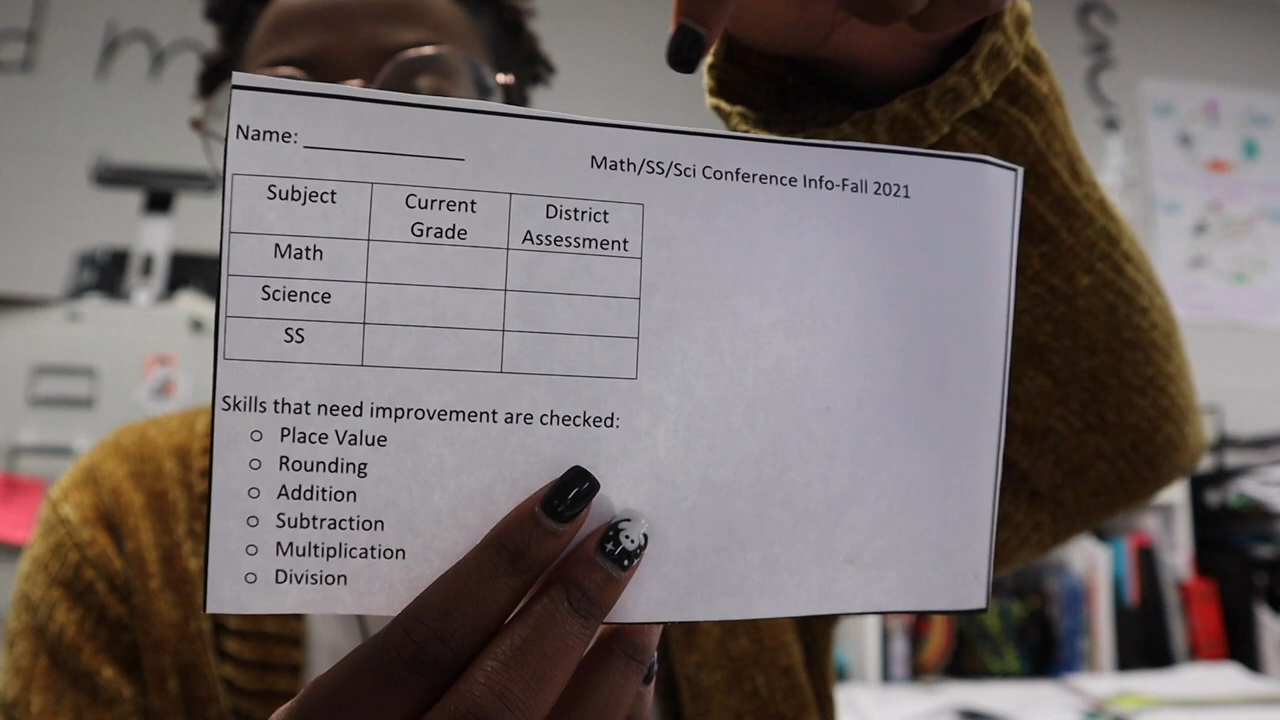 Name: ____________
Math/SS/Sci Conference Info-Fall 2021
Subject Current Grade District Assessment
Math
Science
SS
Skills that need improvement are checked:
o Place Value
o Rounding
o Addition
o Subtraction
o Multiplication
o Division